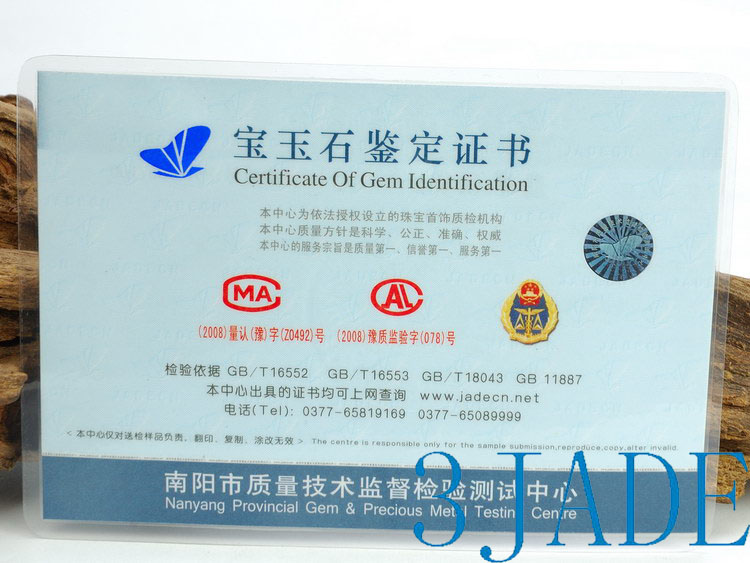 宝玉石鉴定证书
Certificate Of Gem Identification
本中心为依法授权设立的珠宝首饰质检机构
本中心质量方针是科学、公正、准确、权威
本中心的服务宗旨是质量第一、信誉第一、服务第一
MA
AL
(2008)量认(豫)字(Z0492)号 (2008)豫质监验字(078)号
检验依据 GB/T16552 GB/T16553 GB/T18043 GB 11887
本中心出具的证书均可上网查询 www.jadecn.net
电话(Tel): 0377-65819169 0377-65089999
< 本中心仅对送检样品负责，翻印、复制、涂改无效 > The centre is responsible only for the sample submission,reproduce,copy,alter invalid.
南阳市质量技术监督检验测试中心
Nanyang Provincial Gem & Precious Metal Testing Centre
3JADE